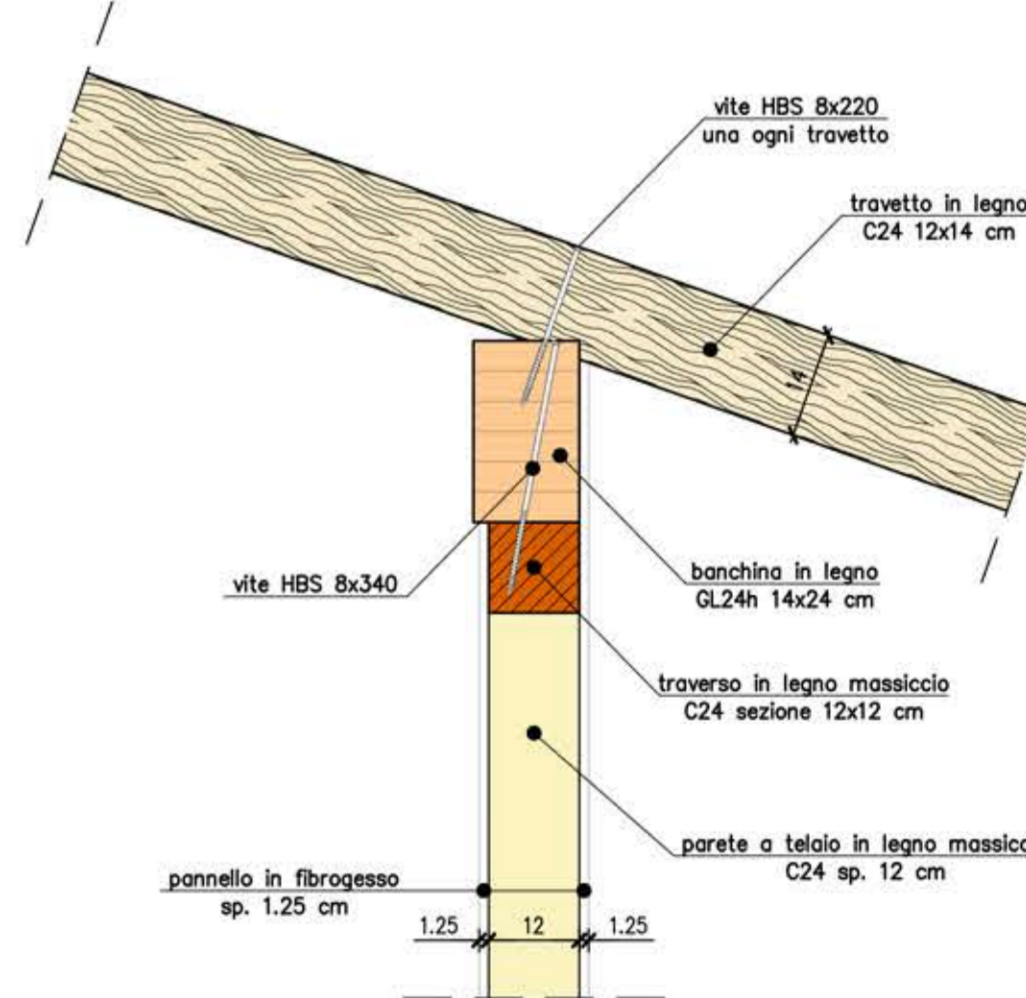 vite HBS 8x220
una ogni travetto
travetto in legno
C24 12x14 cm
14
vite HBS 8x340
banchina in legno
GL24h 14x24 cm
traverso in legno massiccio
C24 sezione 12x12 cm
parete a telaio in legno
C24 sp. 12 cm
pannello in fibrogesso
sp. 1.25 cm
1.25 12 1.25